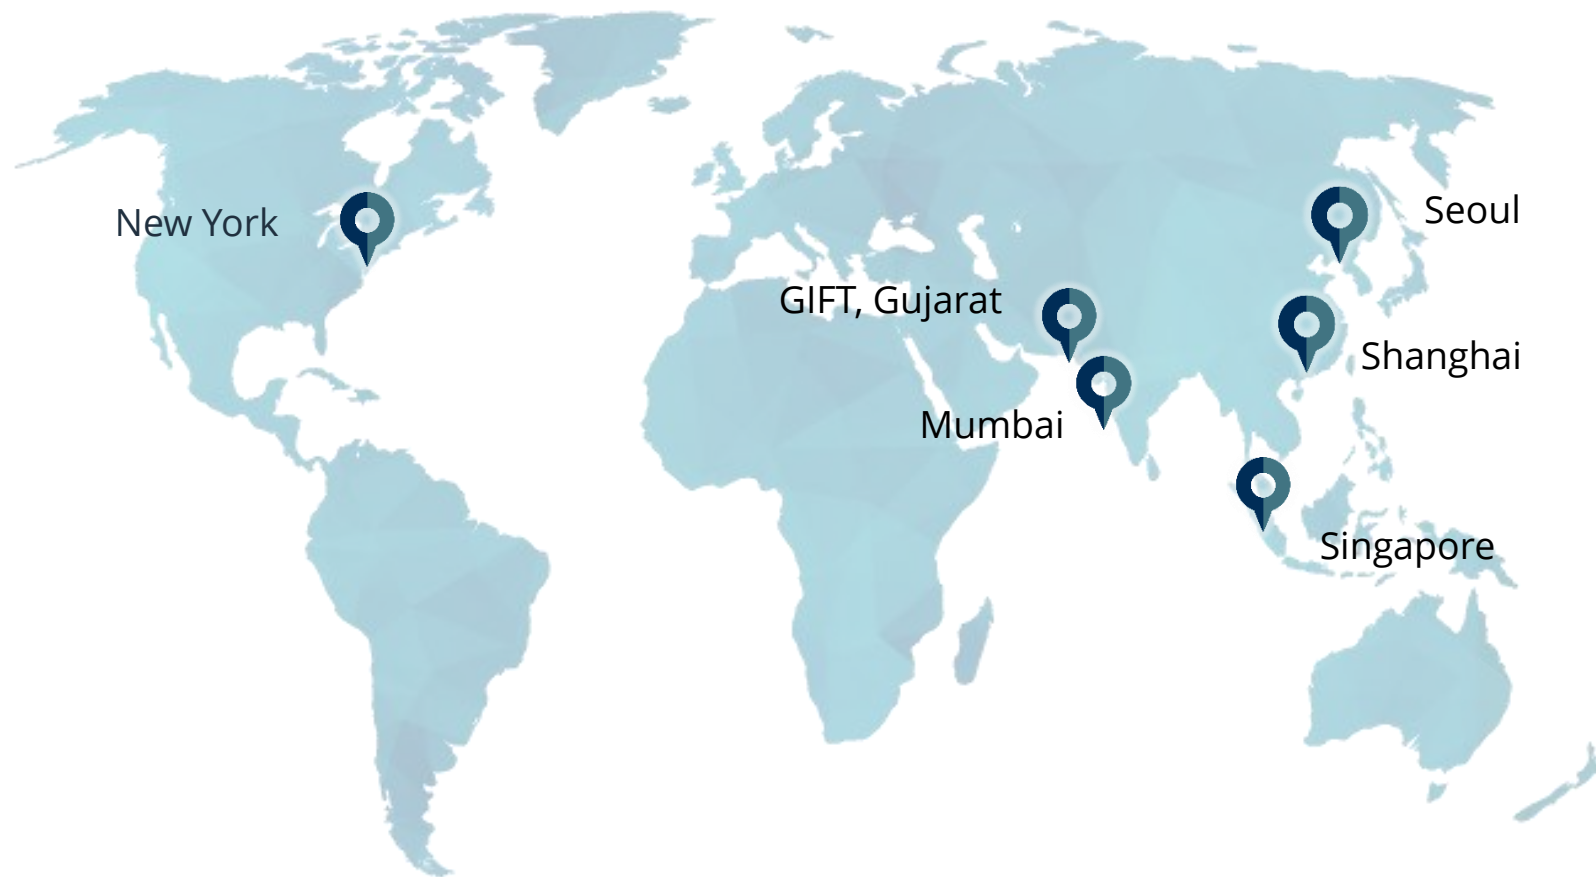 New York
Seoul
GIFT, Gujarat
Shanghai
Mumbai
Singapore